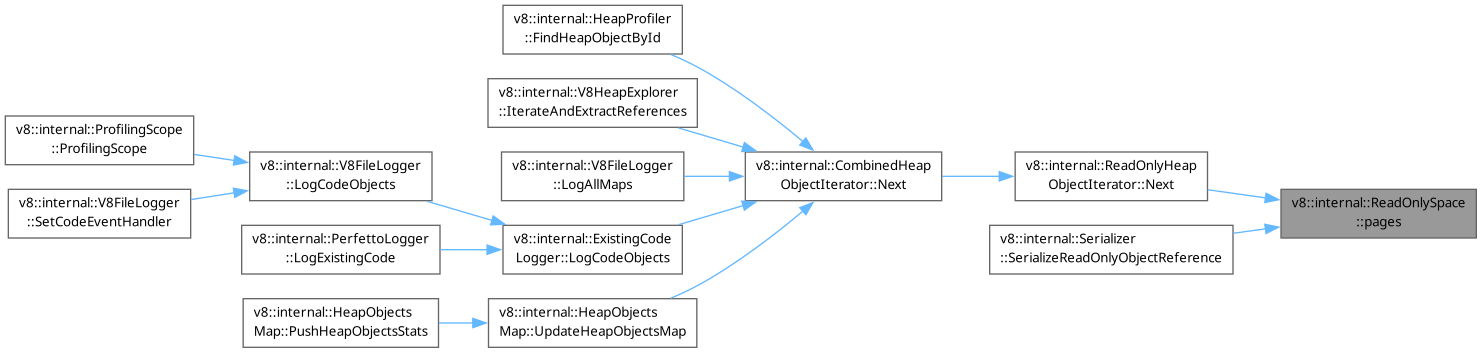 v8::internal::HeapProfiler
::FindHeapObjectById
v8::internal::V8HeapExplorer
::IterateAndExtractReferences
v8::internal::ProfilingScope
::ProfilingScope
v8::internal::V8FileLogger
::LogCodeObjects
v8::internal::V8FileLogger
::LogAllMaps
v8::internal::CombinedHeap
ObjectIterator::Next
v8::internal::ReadOnlyHeap
ObjectIterator::Next
v8::internal::V8FileLogger
::SetCodeEventHandler
v8::internal::ReadOnlySpace
::pages
v8::internal::PerfettoLogger
::LogExistingCode
v8::internal::ExistingCode
Logger::LogCodeObjects
v8::internal::Serializer
::SerializeReadOnlyObjectReference
v8::internal::HeapObjects
Map::PushHeapObjectsStats
v8::internal::HeapObjects
Map::UpdateHeapObjectsMap